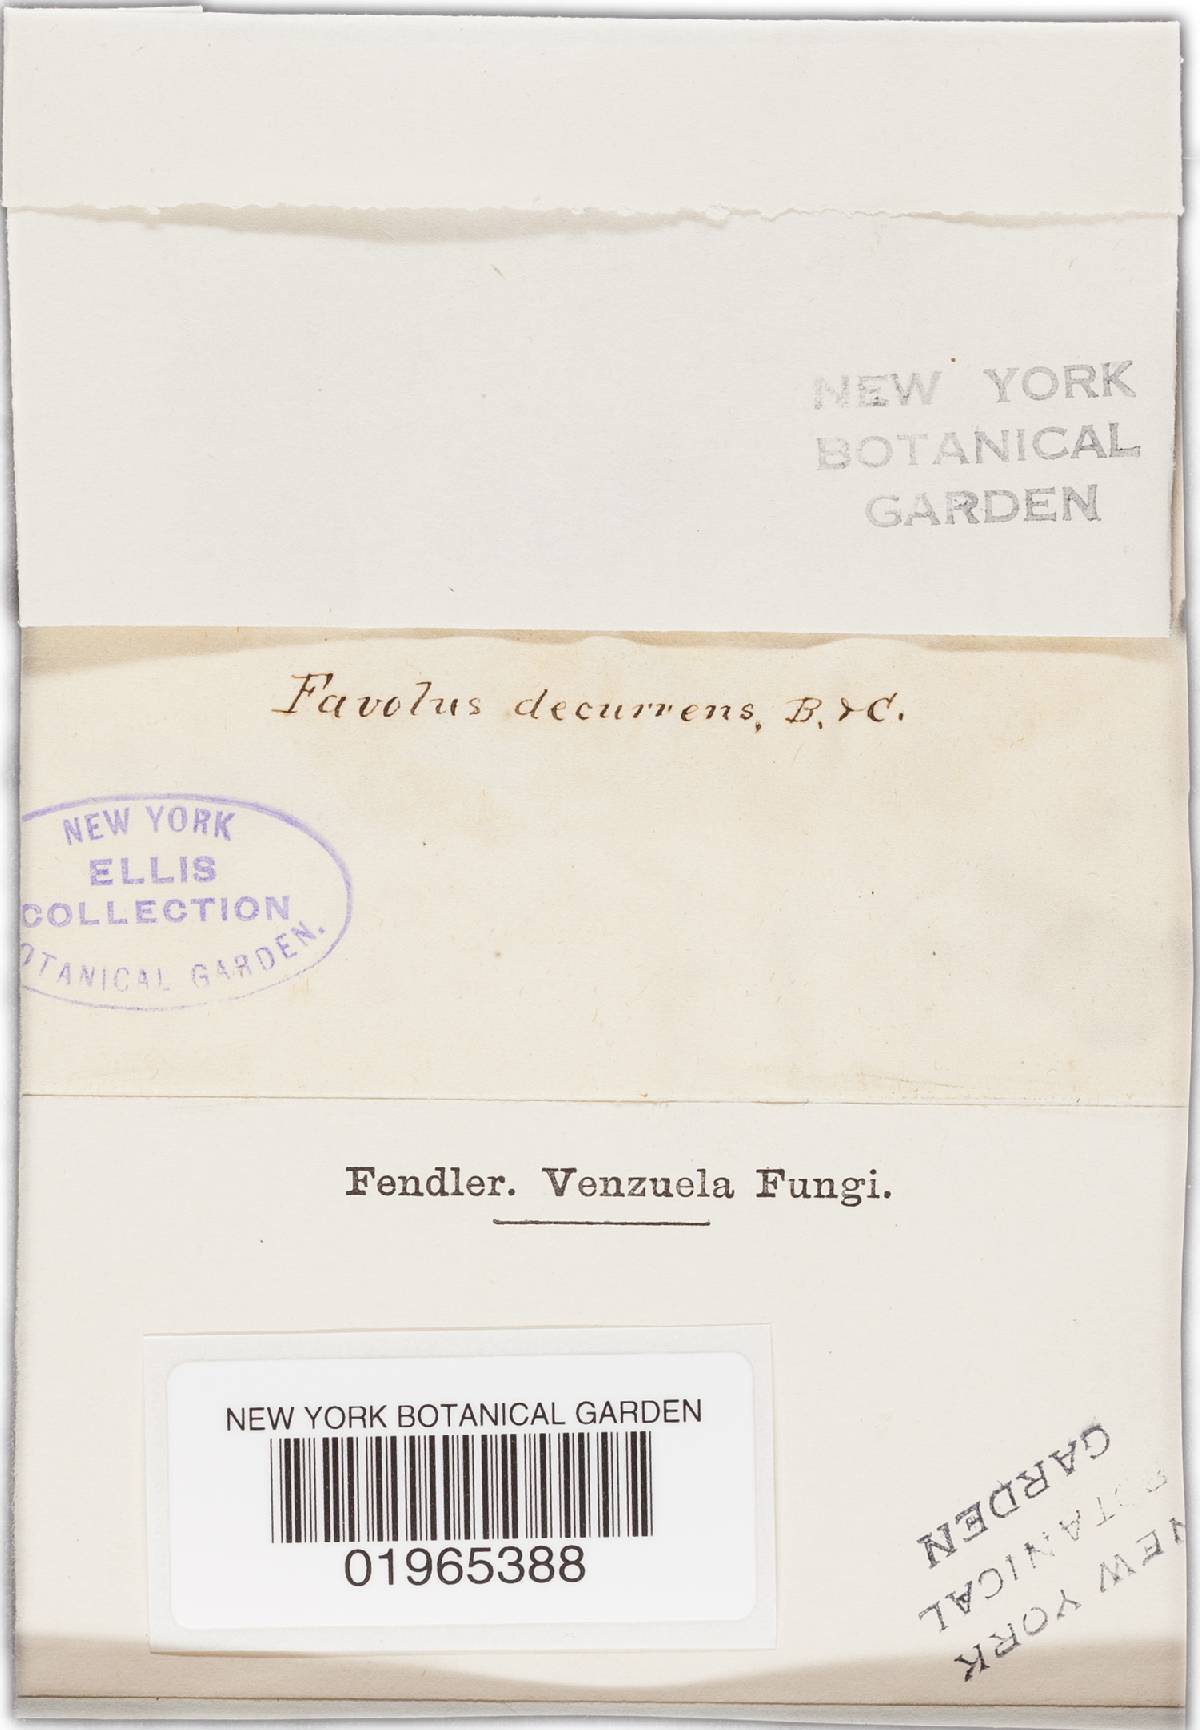 NEW YORK
BOTANICAL
GARDEN
Favolus decurrens, B. & C.
NEW YORK
ELLIS
COLLECTION
OTANICAL GARDEN.
Fendler. Venzuela Fungi.
NEW YORK BOTANICAL GARDEN
01965388
NEW YORK
BOTANICAL
GARDEN